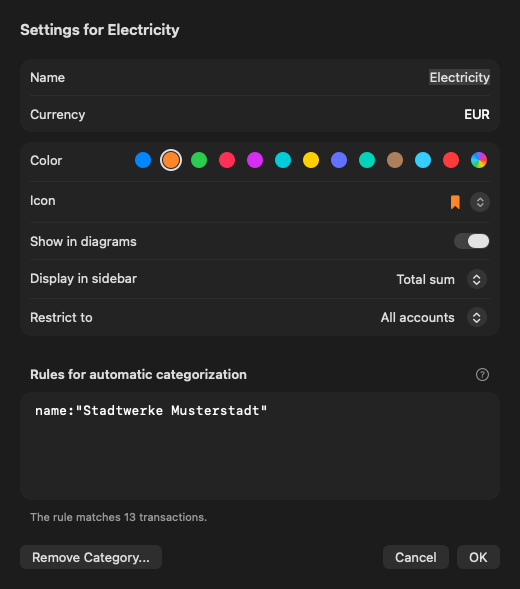 Settings for Electricity
Name Electricity
Currency EUR
Color
Icon
Show in diagrams
Display in sidebar Total sum
Restrict to All accounts
Rules for automatic categorization ?
name:"Stadtwerke Musterstadt"
The rule matches 13 transactions.
Remove Category... Cancel OK